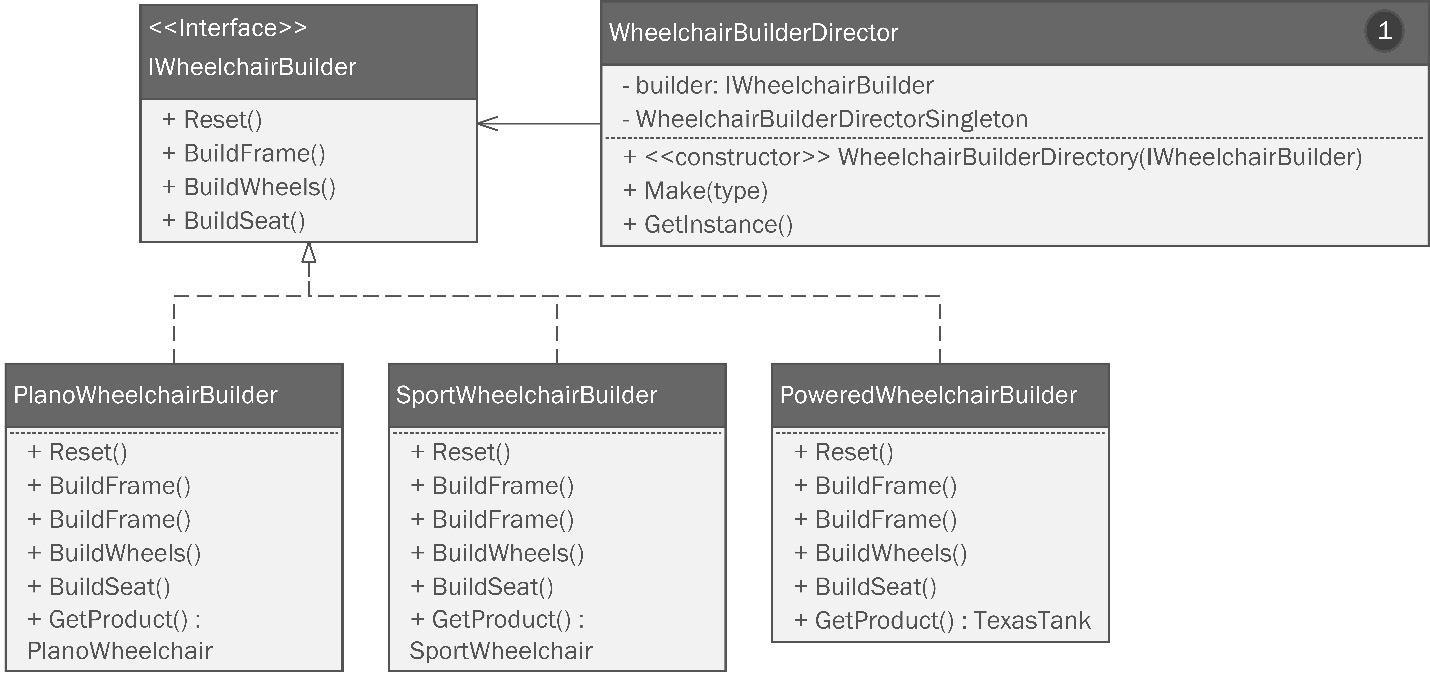 <<Interface>>
IWheelchairBuilder
+ Reset()
+ BuildFrame()
+ BuildWheels()
+ BuildSeat()
WheelchairBuilderDirector
1
- builder: IWheelchairBuilder
- WheelchairBuilderDirectorSingleton
+ <<constructor>> WheelchairBuilderDirectory(IWheelchairBuilder)
+ Make(type)
+ GetInstance()
PlanoWheelchairBuilder
+ Reset()
+ BuildFrame()
+ BuildFrame()
+ BuildWheels()
+ BuildSeat()
+ GetProduct() :
PlanoWheelchair
SportWheelchairBuilder
+ Reset()
+ BuildFrame()
+ BuildFrame()
+ BuildWheels()
+ BuildSeat()
+ GetProduct() :
SportWheelchair
PoweredWheelchairBuilder
+ Reset()
+ BuildFrame()
+ BuildFrame()
+ BuildWheels()
+ BuildSeat()
+ GetProduct() : TexasTank